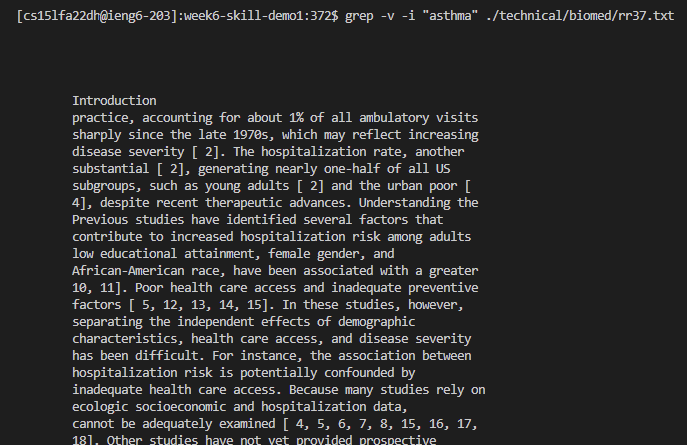 [cs15lfa22dh@ieng6-203]:week6-skill-demo1:372$ grep -v -i "asthma" ./technical/biomed/rr37.txt
Introduction
practice, accounting for about 1% of all ambulatory visits
sharply since the late 1970s, which may reflect increasing
disease severity [ 2]. The hospitalization rate, another
substantial [ 2], generating nearly one-half of all US
subgroups, such as young adults [ 2] and the urban poor [
4], despite recent therapeutic advances. Understanding the
Previous studies have identified several factors that
contribute to increased hospitalization risk among adults
low educational attainment, female gender, and
African-American race, have been associated with a greater
10, 11]. Poor health care access and inadequate preventive
factors [ 5, 12, 13, 14, 15]. In these studies, however,
separating the independent effects of demographic
characteristics, health care access, and disease severity
has been difficult. For instance, the association between
hospitalization risk is potentially confounded by
inadequate health care access. Because many studies rely on
ecologic socioeconomic and hospitalization data,
cannot be adequately examined [ 4, 5, 6, 7, 8, 15, 16, 17,
18]. Other studies have not yet provided prospective